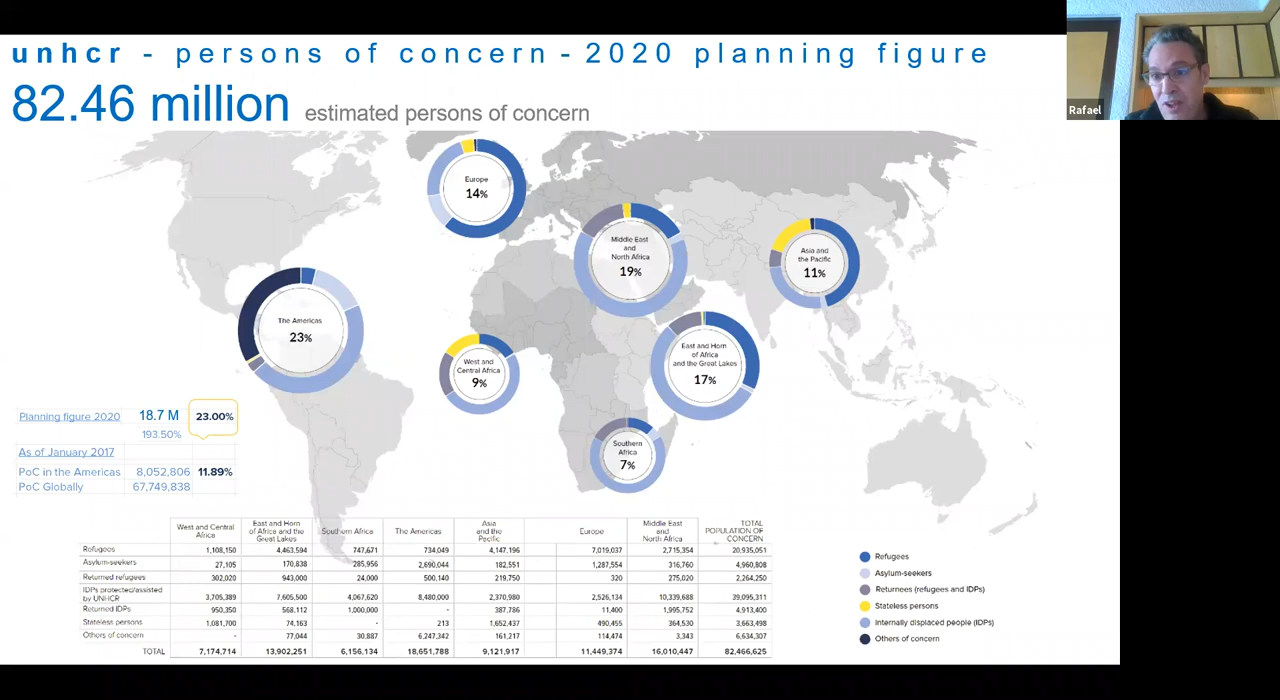 unhcr - persons of concern - 2020 planning figure
82.46 million estimated persons of concern
Rafael
Europe
14%
Middle East
and
North Africa
19%
Asia and
the Pacific
11%
The Americas
23%
West and
Central Africa
9%
East and Horn
of Africa
and the Great Lakes
17%
Southern
Africa
7%
Planning figure 2020 18.7 M 23.00%
193.50%
As of January 2017
PoC in the Americas 8,052,806 11.89%
PoC Globally 67,749,838
West and Central Africa East and Horn of Africa and the Great Lakes Southern Africa The Americas Asia and the Pacific Europe Middle East and North Africa TOTAL POPULATION OF CONCERN
Refugees 1,108,150 4,463,594 747,671 734,049 4,147,196 7,019,037 2,715,354 20,935,051
Asylum-seekers 27,105 170,838 285,956 2,690,044 182,551 1,287,554 316,760 4,960,808
Returned refugees 302,020 943,000 24,000 500,140 219,750 320 275,020 2,264,250
IDPs protected/assisted by UNHCR 3,705,389 7,605,500 4,067,620 8,480,000 2,370,980 2,526,134 10,339,688 39,095,311
Returned IDPs 950,350 568,112 1,000,000 - 387,786 11,400 1,995,752 4,913,400
Stateless persons 1,081,700 74,163 - 213 1,652,437 490,455 364,530 3,663,498
Others of concern - 77,044 30,887 6,247,342 161,217 114,474 3,343 6,634,307
TOTAL 7,174,714 13,902,251 6,156,134 18,651,788 9,121,917 11,449,374 16,010,447 82,466,625
Refugees
Asylum-seekers
Returnees (refugees and IDPs)
Stateless persons
Internally displaced people (IDPs)
Others of concern